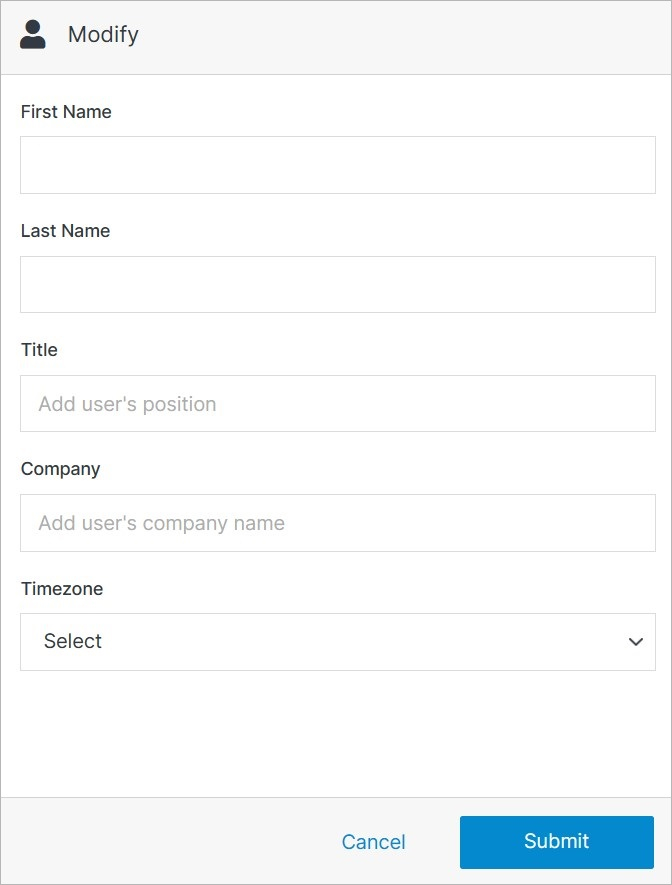 Modify
First Name
Last Name
Title
Add user's position
Company
Add user's company name
Timezone
Select
Cancel
Submit